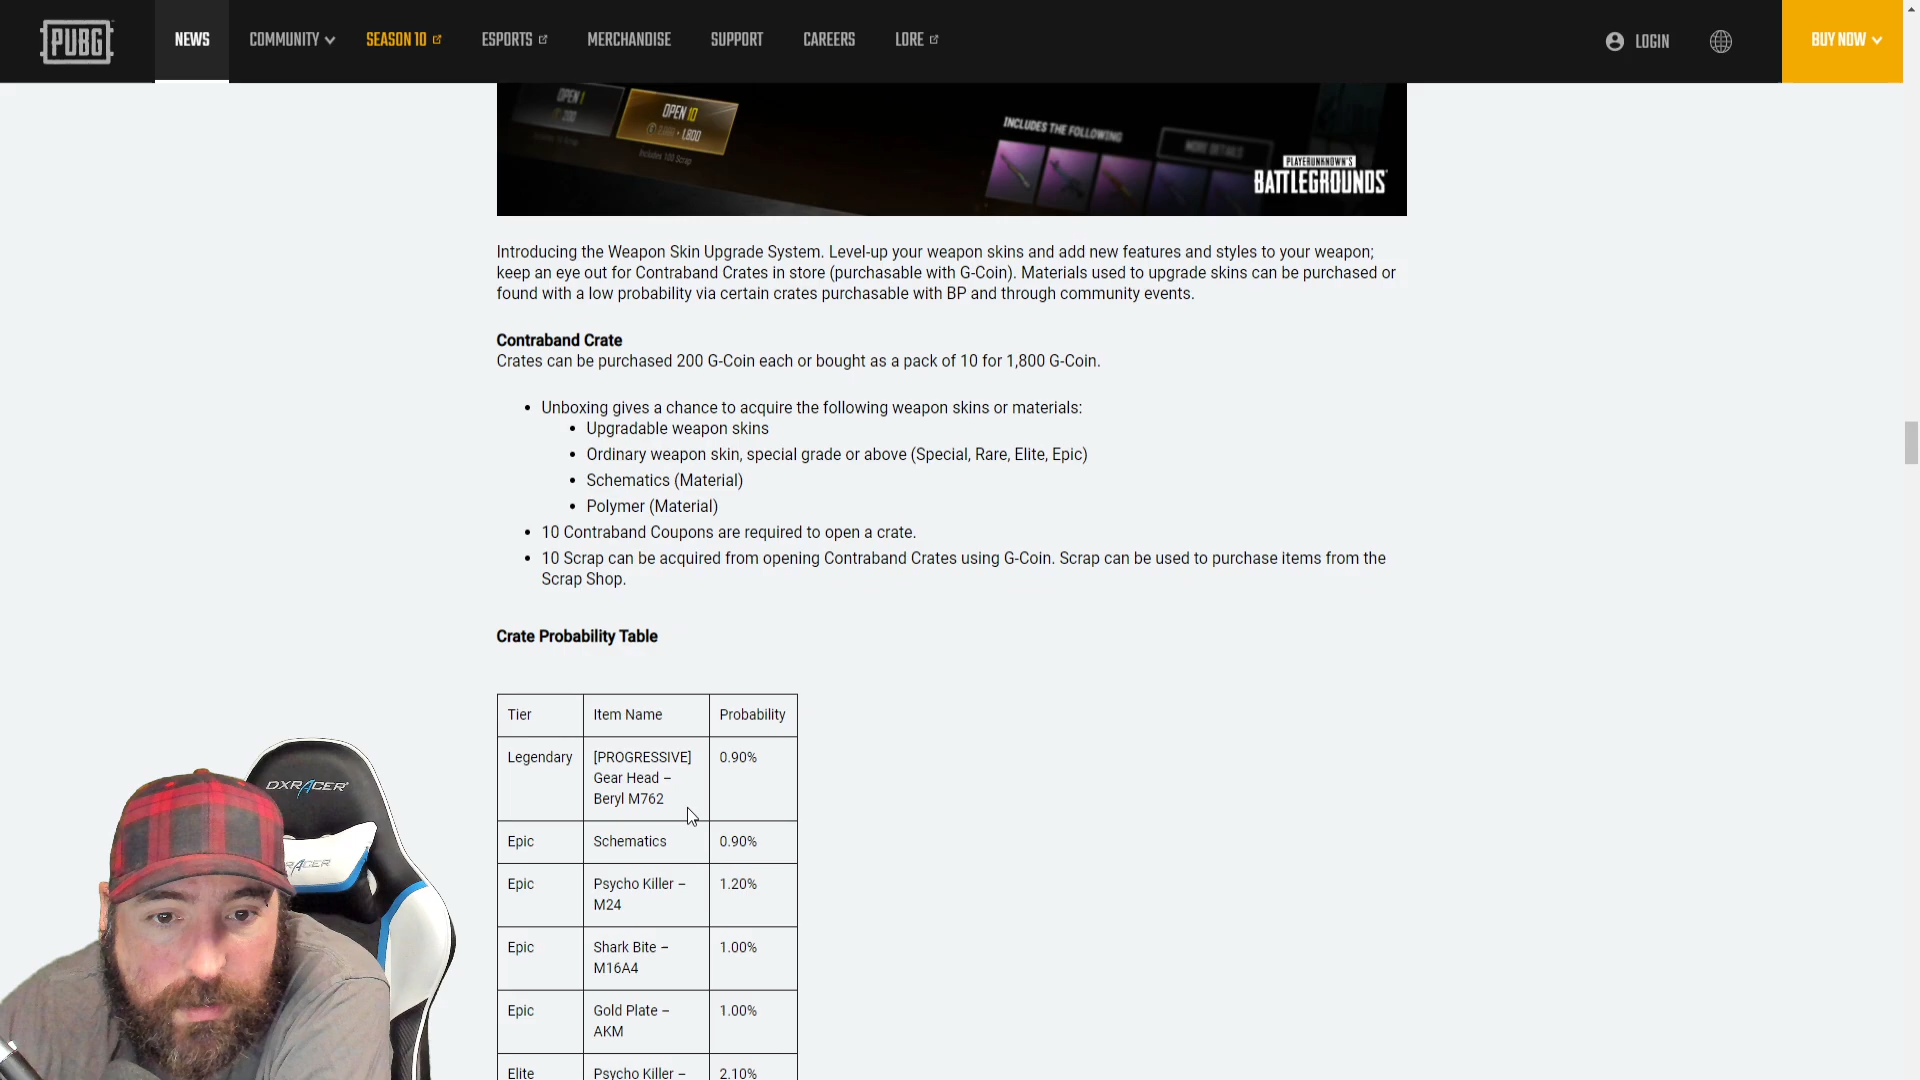 PUBG
NEWS
COMMUNITY
SEASON 10
ESPORTS
MERCHANDISE
SUPPORT
CAREERS
LORE
LOGIN
BUY NOW
OPEN 1
200
OPEN 10
1,800
Includes 100 Scrap
INCLUDES THE FOLLOWING
MORE DETAILS
PLAYERUNKNOWN'S
BATTLEGROUNDS
Introducing the Weapon Skin Upgrade System. Level-up your weapon skins and add new features and styles to your weapon;
keep an eye out for Contraband Crates in store (purchasable with G-Coin). Materials used to upgrade skins can be purchased or
found with a low probability via certain crates purchasable with BP and through community events.
Contraband Crate
Crates can be purchased 200 G-Coin each or bought as a pack of 10 for 1,800 G-Coin.
• Unboxing gives a chance to acquire the following weapon skins or materials:
• Upgradable weapon skins
• Ordinary weapon skin, special grade or above (Special, Rare, Elite, Epic)
• Schematics (Material)
• Polymer (Material)
• 10 Contraband Coupons are required to open a crate.
• 10 Scrap can be acquired from opening Contraband Crates using G-Coin. Scrap can be used to purchase items from the
Scrap Shop.
Crate Probability Table
Tier Item Name Probability
Legendary [PROGRESSIVE] 0.90%
Gear Head –
Beryl M762
Epic Schematics 0.90%
Epic Psycho Killer – 1.20%
M24
Epic Shark Bite – 1.00%
M16A4
Epic Gold Plate – 1.00%
AKM
Elite Psycho Killer – 2.10%
DXRACER
RACER